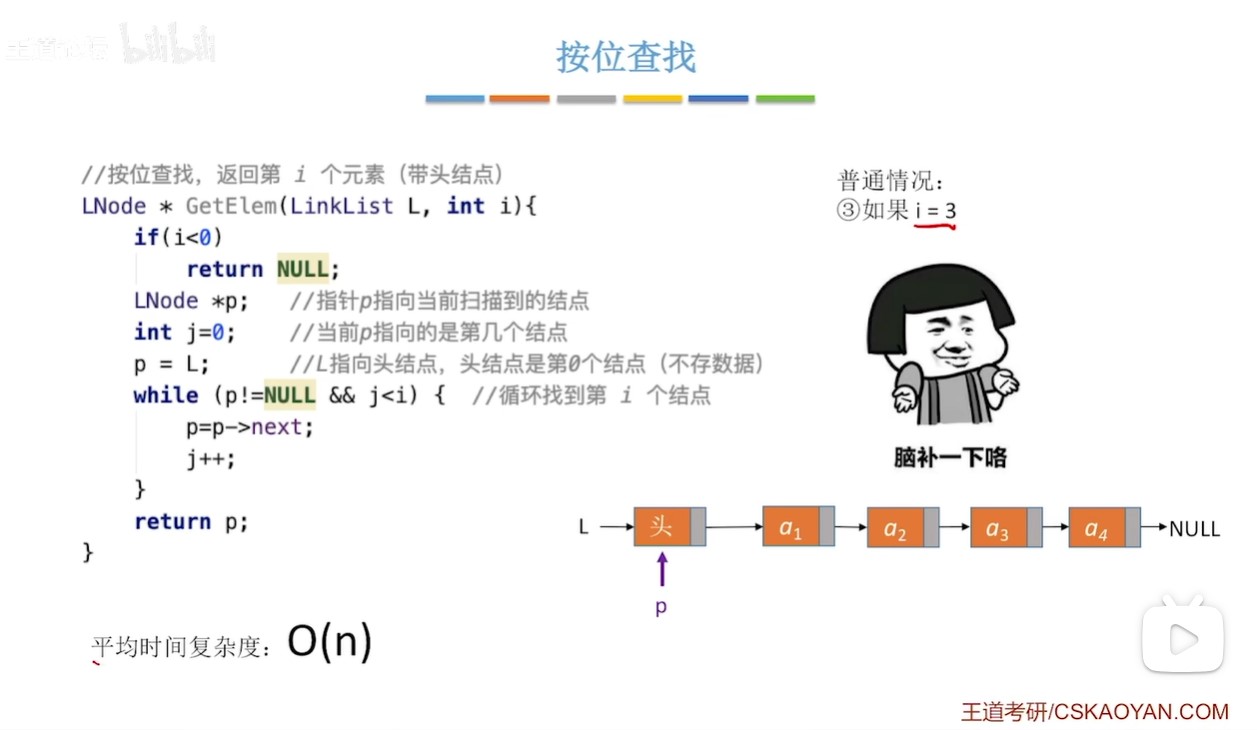 王道论坛 bilibili
按位查找
//按位查找，返回第 i 个元素（带头结点）
LNode * GetElem(LinkList L, int i){
if(i<0)
return NULL;
LNode *p; //指针p指向当前扫描到的结点
int j=0; //当前p指向的是第几个结点
p = L; //L指向头结点，头结点是第0个结点（不存数据）
while (p!=NULL && j<i) { //循环找到第 i 个结点
p=p->next;
j++;
}
return p;
}
平均时间复杂度：O(n)
普通情况：
③如果 i = 3
脑补一下咯
L 头 a1 a2 a3 a4 NULL
p
王道考研/CSKAOYAN.COM